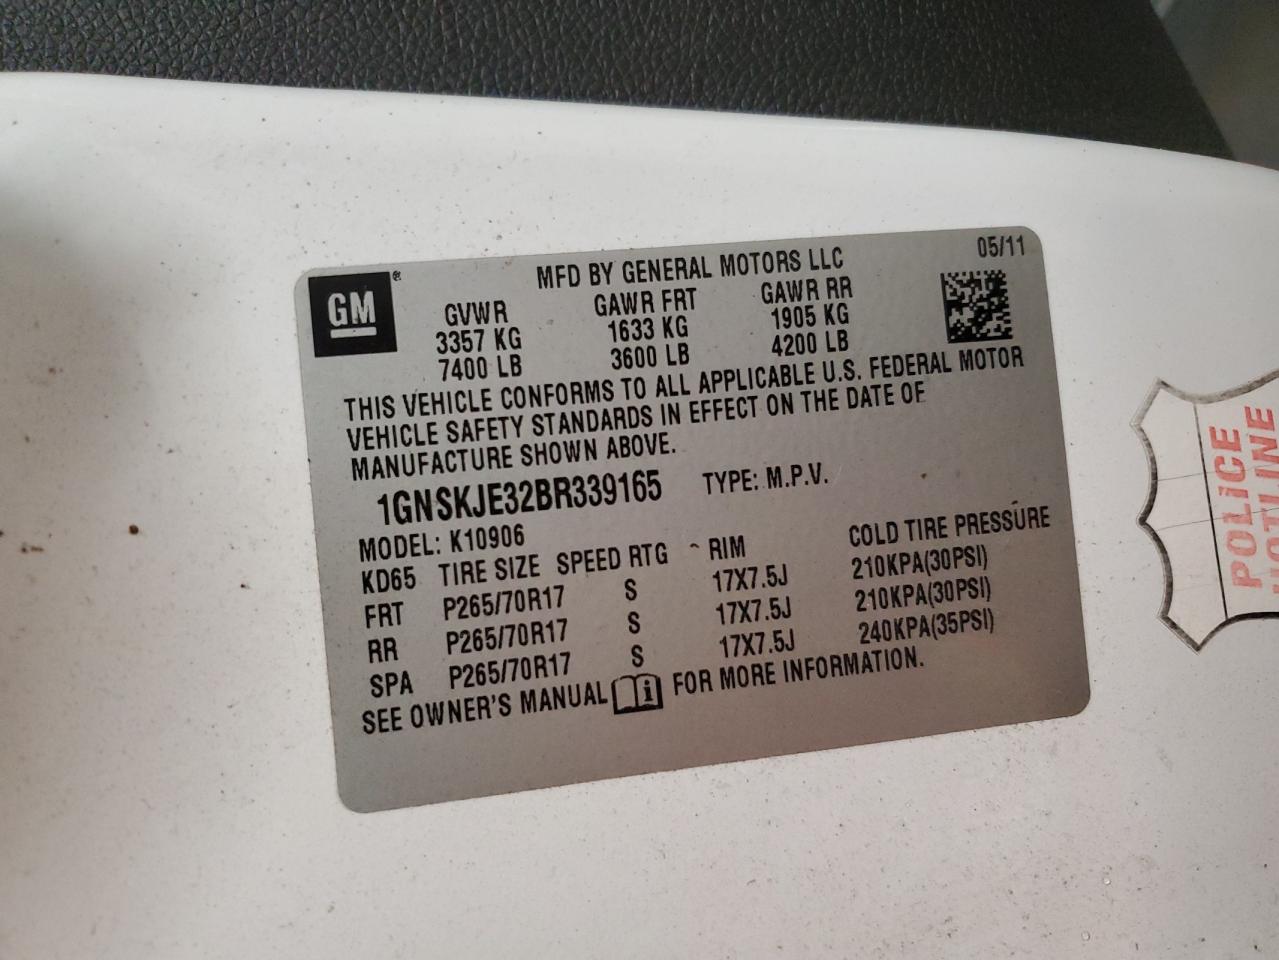 GM ®
MFD BY GENERAL MOTORS LLC 05/11
GVWR GAWR FRT GAWR RR
3357 KG 1633 KG 1905 KG
7400 LB 3600 LB 4200 LB
THIS VEHICLE CONFORMS TO ALL APPLICABLE U.S. FEDERAL MOTOR
VEHICLE SAFETY STANDARDS IN EFFECT ON THE DATE OF
MANUFACTURE SHOWN ABOVE.
1GNSKJE32BR339165 TYPE: M.P.V.
MODEL: K10906
KD65 TIRE SIZE SPEED RTG RIM COLD TIRE PRESSURE
FRT P265/70R17 S 17X7.5J 210KPA(30PSI)
RR P265/70R17 S 17X7.5J 210KPA(30PSI)
SPA P265/70R17 S 17X7.5J 240KPA(35PSI)
SEE OWNER'S MANUAL i FOR MORE INFORMATION.
POLICE
HOTLINE